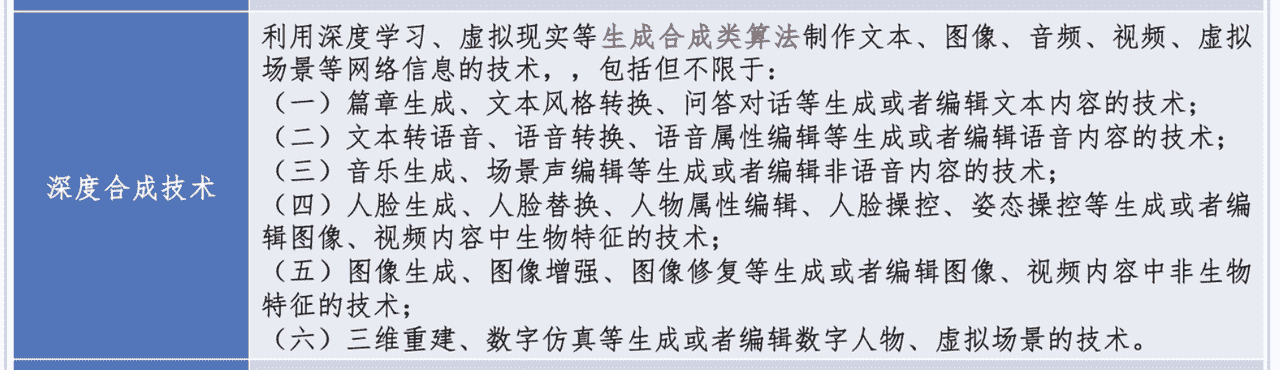 深度合成技术
利用深度学习、虚拟现实等生成合成类算法制作文本、图像、音频、视频、虚拟
场景等网络信息的技术，，包括但不限于：
（一）篇章生成、文本风格转换、问答对话等生成或者编辑文本内容的技术；
（二）文本转语音、语音转换、语音属性编辑等生成或者编辑语音内容的技术；
（三）音乐生成、场景声编辑等生成或者编辑非语音内容的技术；
（四）人脸生成、人脸替换、人物属性编辑、人脸操控、姿态操控等生成或者编
辑图像、视频内容中生物特征的技术；
（五）图像生成、图像增强、图像修复等生成或者编辑图像、视频内容中非生物
特征的技术；
（六）三维重建、数字仿真等生成或者编辑数字人物、虚拟场景的技术。